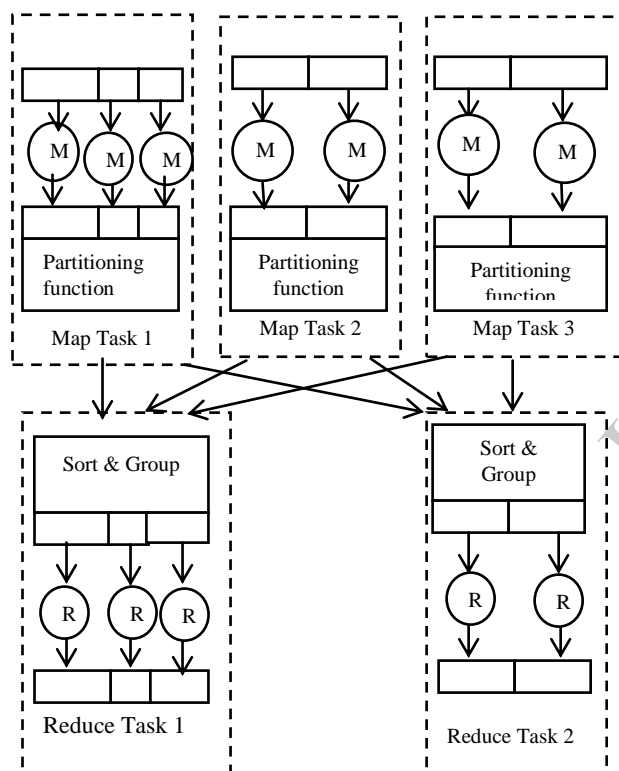 M
M
M
M
M
M
M
Partitioning
function
Partitioning
function
Partitioning
function
Map Task 1
Map Task 2
Map Task 3
Sort & Group
Sort &
Group
R
R
R
R
R
Reduce Task 1
Reduce Task 2